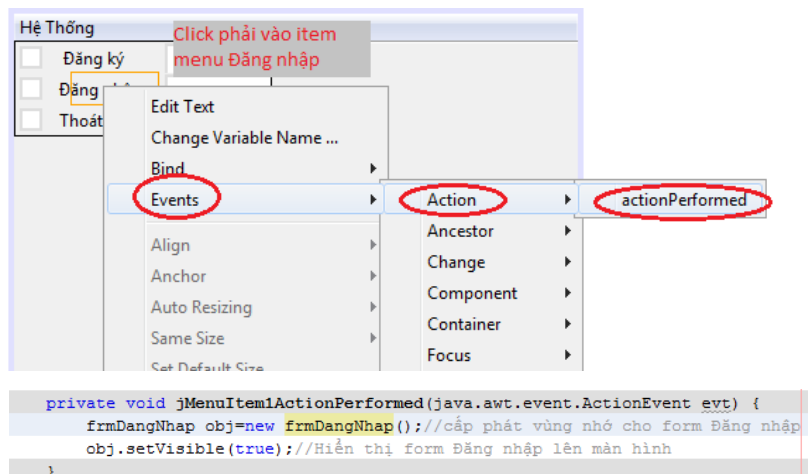 Hệ Thống
Click phải vào item
menu Đăng nhập
Đăng ký
Đăng
Thoát
Edit Text
Change Variable Name ...
Bind
Events
Action
actionPerformed
Ancestor
Align
Change
Anchor
Component
Auto Resizing
Container
Same Size
Focus
Set Default Size
private void jMenuItem1ActionPerformed(java.awt.event.ActionEvent evt) {
frmDangNhap obj=new frmDangNhap();//cấp phát vùng nhớ cho form Đăng nhập
obj.setVisible(true);//Hiển thị form Đăng nhập lên màn hình
}